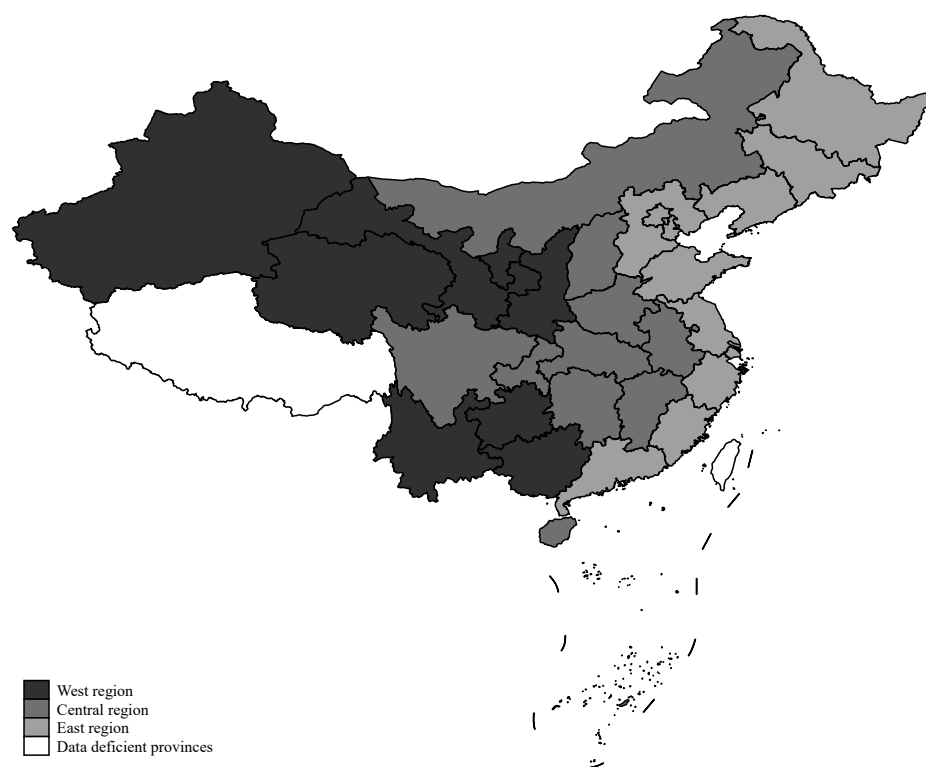 West region
Central region
East region
Data deficient provinces